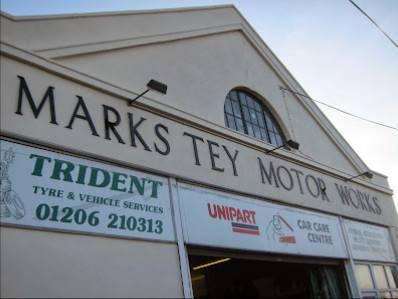 MARKS TEY MOTOR WORKS
TRIDENT
TYRE & VEHICLE SERVICES
01206 210313
UNIPART
CAR CARE
CENTRE